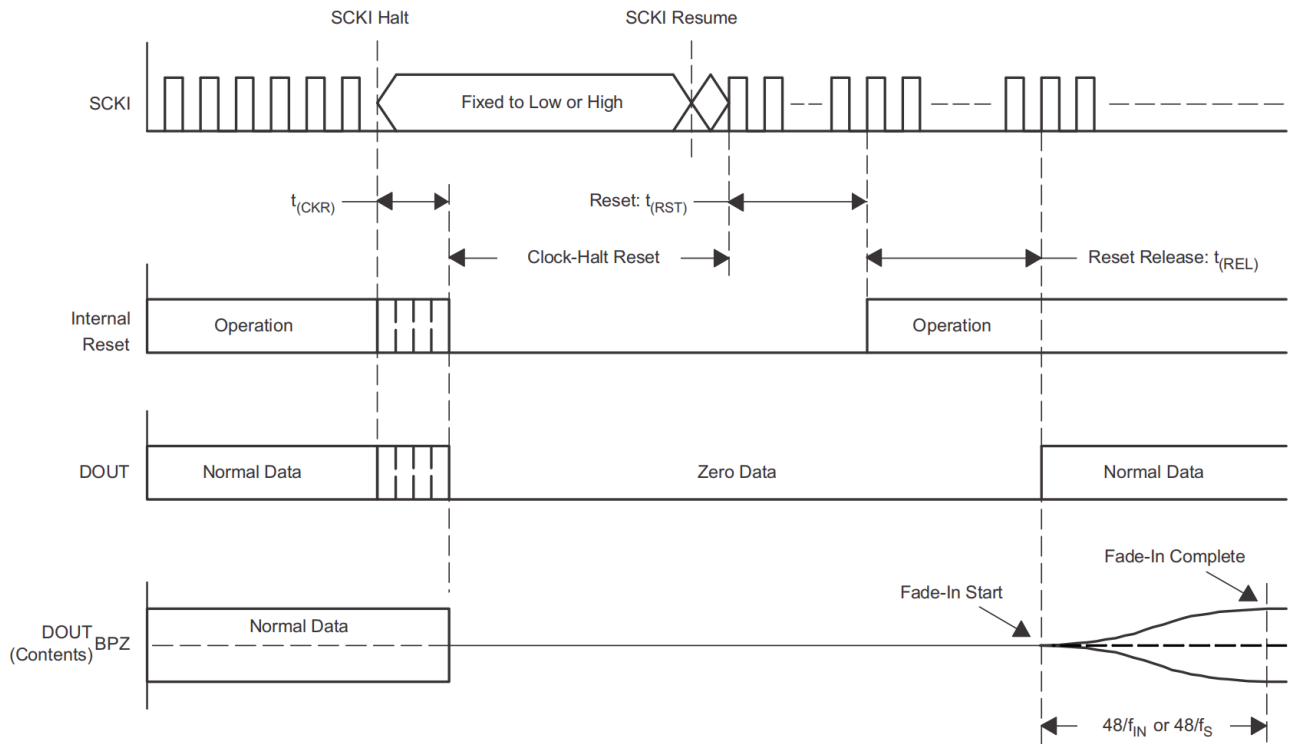 SCKI Halt
SCKI Resume
SCKI
Fixed to Low or High
t(CKR)
Reset: t(RST)
Clock-Halt Reset
Reset Release: t(REL)
Internal
Reset
Operation
Operation
DOUT
Normal Data
Zero Data
Normal Data
Fade-In Complete
Fade-In Start
DOUT
(Contents)
BPZ
Normal Data
48/fIN or 48/fS